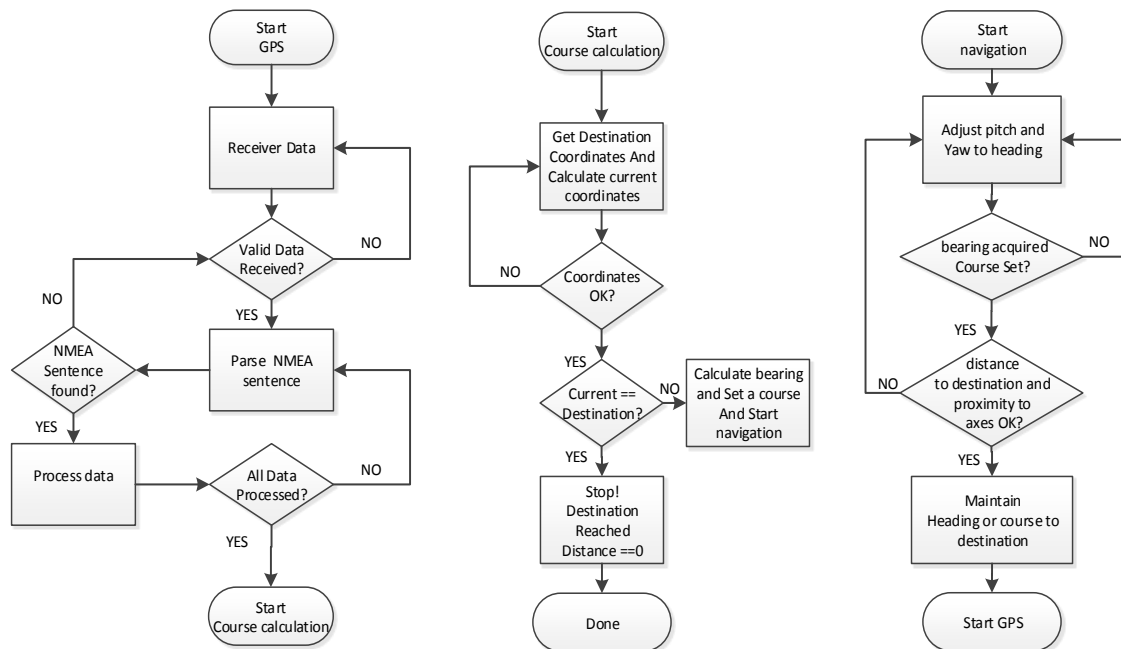 Start
GPS
Receiver Data
Valid Data
Received?
NO
YES
NO
NMEA
Sentence
found?
Parse NMEA
sentence
YES
Process data
All Data
Processed?
NO
YES
Start
Course calculation
Start
Course calculation
Get Destination
Coordinates And
Calculate current
coordinates
NO
Coordinates
OK?
YES
Current ==
Destination?
NO
Calculate bearing
and Set a course
And Start
navigation
YES
Stop!
Destination
Reached
Distance ==0
Done
Start
navigation
Adjust pitch and
Yaw to heading
bearing acquired
Course Set?
NO
YES
NO
distance
to destination and
proximity to
axes OK?
YES
Maintain
Heading or course to
destination
Start GPS